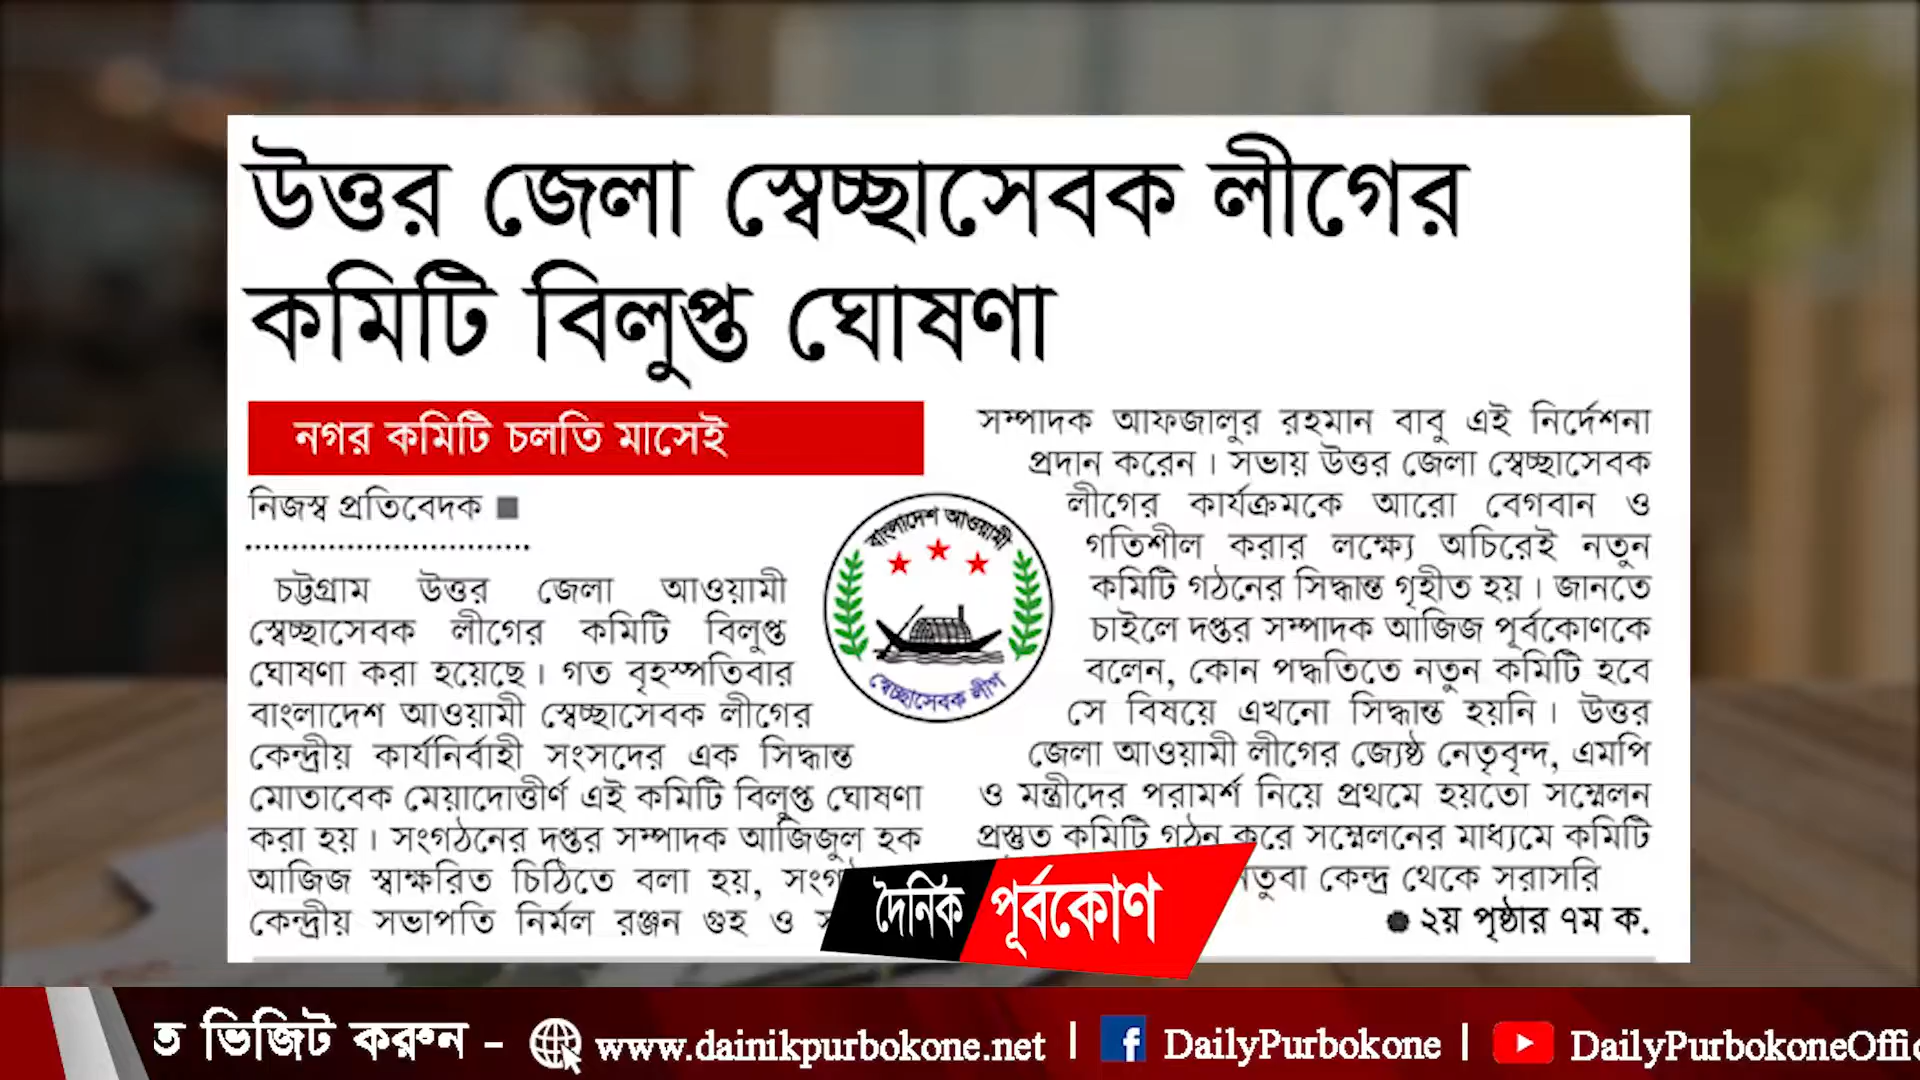 উত্তর জেলা স্বেচ্ছাসেবক লীগের
কমিটি বিলুপ্ত ঘোষণা
নগর কমিটি চলতি মাসেই
নিজস্ব প্রতিবেদক
চট্টগ্রাম উত্তর জেলা আওয়ামী
স্বেচ্ছাসেবক লীগের কমিটি বিলুপ্ত
ঘোষণা করা হয়েছে। গত বৃহস্পতিবার
বাংলাদেশ আওয়ামী স্বেচ্ছাসেবক লীগের
কেন্দ্রীয় কার্যনির্বাহী সংসদের এক সিদ্ধান্ত
মোতাবেক মেয়াদোত্তীর্ণ এই কমিটি বিলুপ্ত ঘোষণা
করা হয়। সংগঠনের দপ্তর সম্পাদক আজিজুল হক
আজিজ স্বাক্ষরিত চিঠিতে বলা হয়,
কেন্দ্রীয় সভাপতি নির্মল রঞ্জন গুহ ও
বাংলাদেশ আওয়ামী
স্বেচ্ছাসেবক লীগ
সম্পাদক আফজালুর রহমান বাবু এই নির্দেশনা
প্রদান করেন। সভায় উত্তর জেলা স্বেচ্ছাসেবক
লীগের কার্যক্রমকে আরো বেগবান ও
গতিশীল করার লক্ষ্যে অচিরেই নতুন
কমিটি গঠনের সিদ্ধান্ত গৃহীত হয়। জানতে
চাইলে দপ্তর সম্পাদক আজিজ পূর্বকোণকে
বলেন, কোন পদ্ধতিতে নতুন কমিটি হবে
সে বিষয়ে এখনো সিদ্ধান্ত হয়নি। উত্তর
জেলা আওয়ামী লীগের জ্যেষ্ঠ নেতৃবৃন্দ, এমপি
ও মন্ত্রীদের পরামর্শ নিয়ে প্রথমে হয়তো সম্মেলন
প্রস্তুত কমিটি গঠন করে সম্মেলনের মাধ্যমে কমিটি
কেন্দ্র থেকে সরাসরি
● ২য় পৃষ্ঠার ৭ম ক.
দৈনিক পূর্বকোণ
ত ভিজিট করুন - www.dainikpurbokone.net | DailyPurbokone | DailyPurbokoneOffic